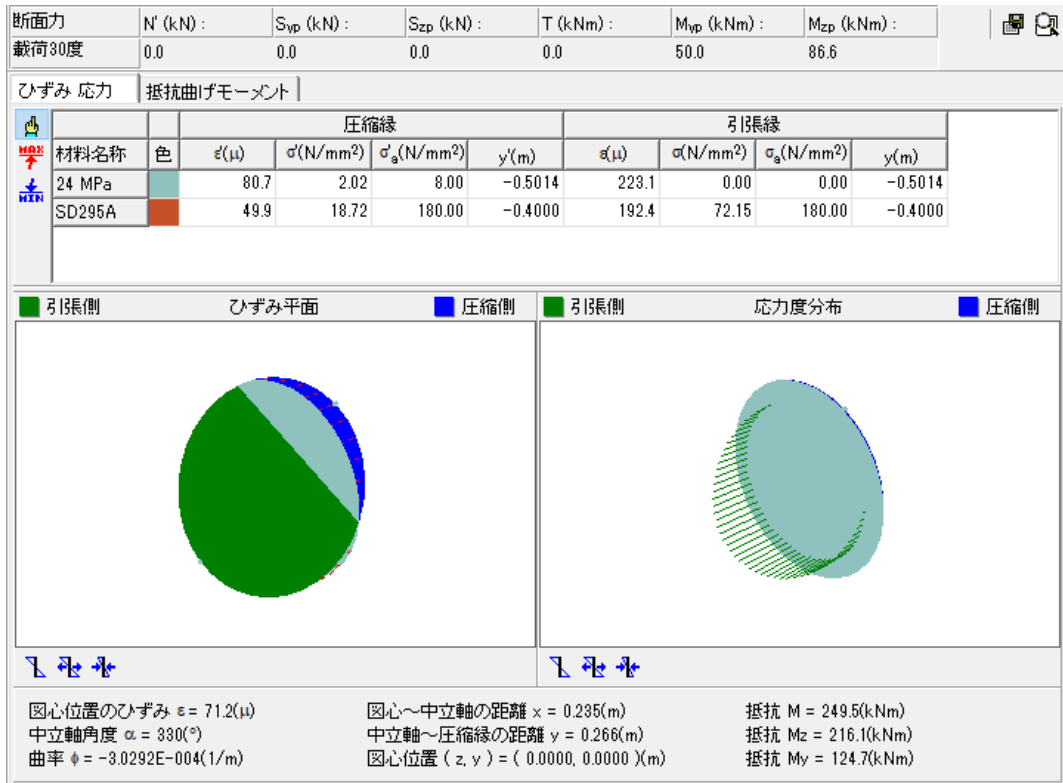 断面力 N' (kN) : Syp (kN) : Szp (kN) : T (kNm) : Myp (kNm) : Mzp (kNm) :
載荷30度 0.0 0.0 0.0 0.0 50.0 86.6
ひずみ 応力 抵抗曲げモーメント
圧縮縁 引張縁
MAX 材料名称 色 ε'(μ) σ'(N/mm²) σ'a(N/mm²) y'(m) ε(μ) σ(N/mm²) σa(N/mm²) y(m)
MIN 24 MPa 80.7 2.02 8.00 -0.5014 223.1 0.00 0.00 -0.5014
SD295A 49.9 18.72 180.00 -0.4000 192.4 72.15 180.00 -0.4000
引張側 ひずみ平面 圧縮側 引張側 応力度分布 圧縮側
図心位置のひずみ ε = 71.2(μ) 図心～中立軸の距離 x = 0.235(m) 抵抗 M = 249.5(kNm)
中立軸角度 α = 330(°) 中立軸～圧縮縁の距離 y = 0.266(m) 抵抗 Mz = 216.1(kNm)
曲率 φ = -3.0292E-004(1/m) 図心位置 ( z, y ) = ( 0.0000, 0.0000 )(m) 抵抗 My = 124.7(kNm)